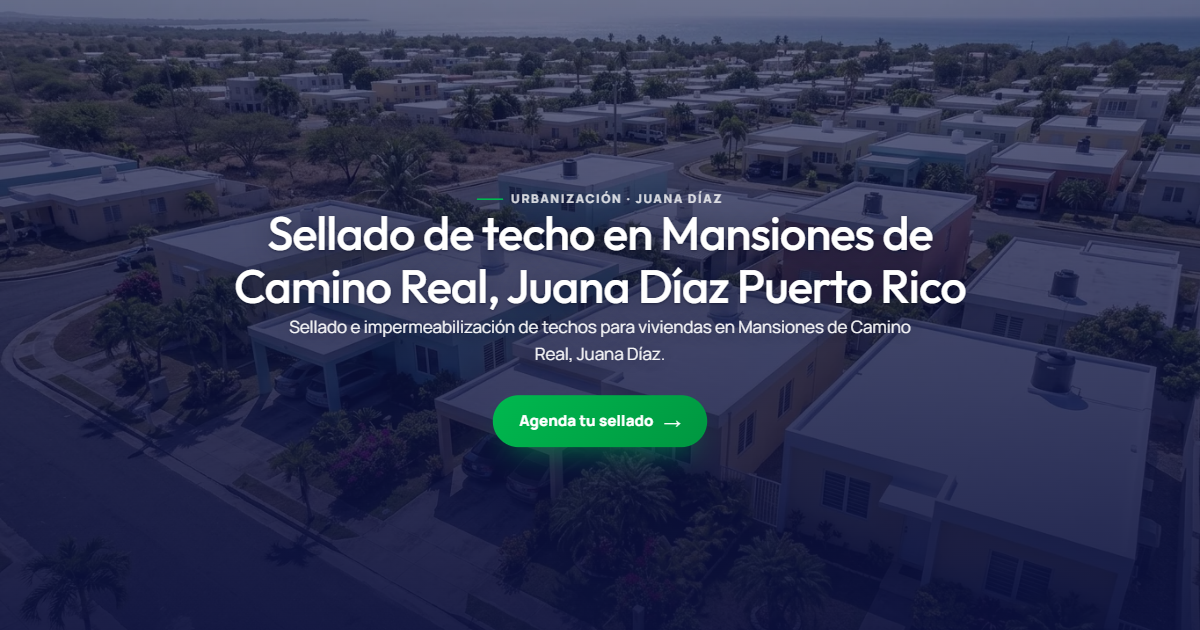 URBANIZACIÓN · JUANA DÍAZ
Sellado de techo en Mansiones de
Camino Real, Juana Díaz Puerto Rico
Sellado e impermeabilización de techos para viviendas en Mansiones de Camino
Real, Juana Díaz.
Agenda tu sellado →